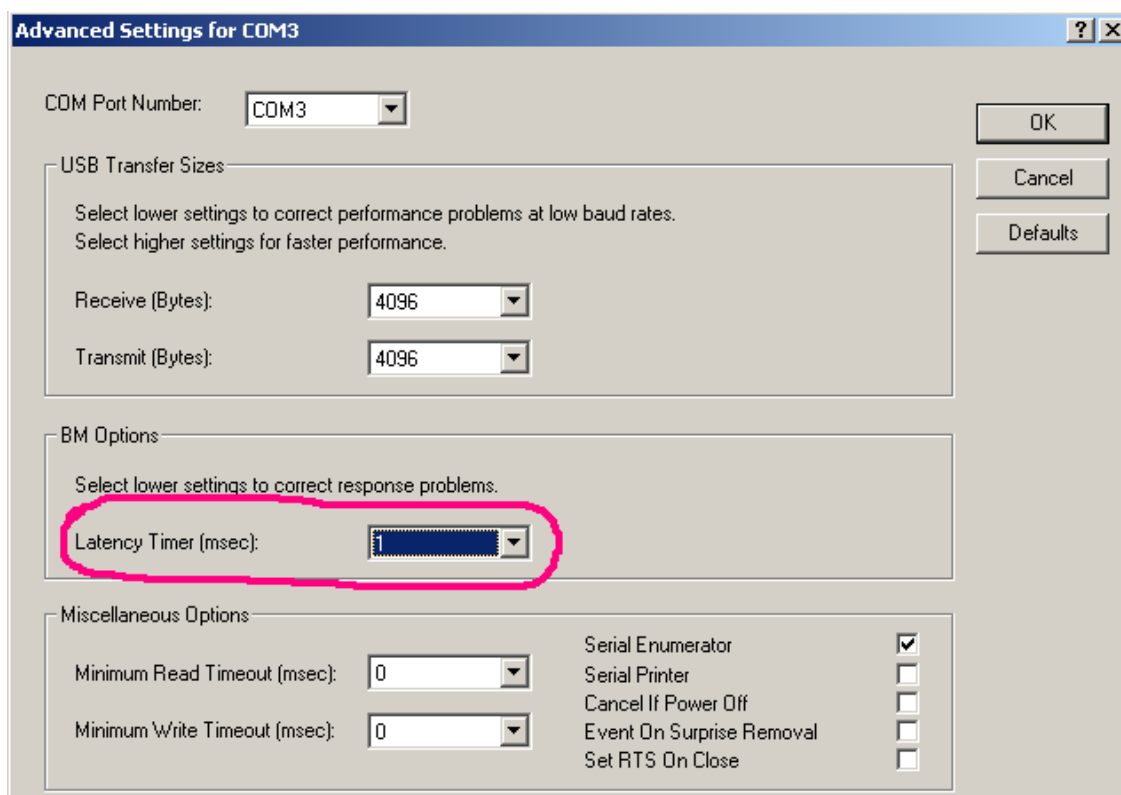 Advanced Settings for COM3
COM Port Number: COM3
OK
Cancel
Defaults
USB Transfer Sizes
Select lower settings to correct performance problems at low baud rates.
Select higher settings for faster performance.
Receive (Bytes): 4096
Transmit (Bytes): 4096
BM Options
Select lower settings to correct response problems.
Latency Timer (msec): 1
Miscellaneous Options
Minimum Read Timeout (msec): 0
Minimum Write Timeout (msec): 0
Serial Enumerator
Serial Printer
Cancel If Power Off
Event On Surprise Removal
Set RTS On Close